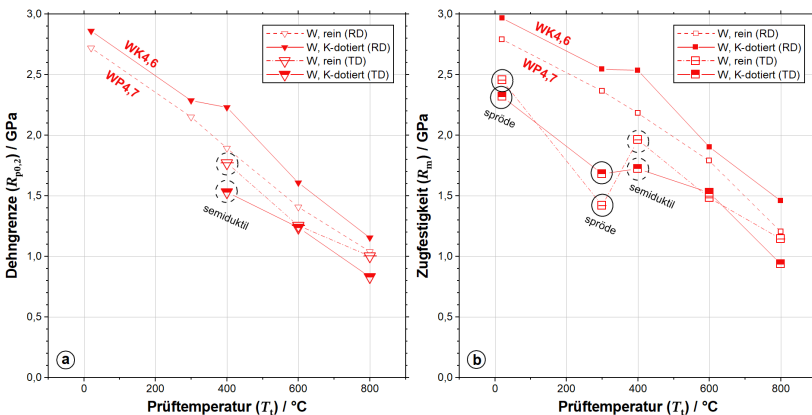 3,0
2,5
2,0
1,5
1,0
0,5
0,0
Dehngrenze (Rp0,2) / GPa
W, rein (RD)
W, K-dotiert (RD)
W, rein (TD)
W, K-dotiert (TD)
WK4,6
WP4,7
semiduktil
a
0
200
400
600
800
Prüftemperatur (Tt) / °C
3,0
2,5
2,0
1,5
1,0
0,5
0,0
Zugfestigkeit (Rm) / GPa
W, rein (RD)
W, K-dotiert (RD)
W, rein (TD)
W, K-dotiert (TD)
WK4,6
WP4,7
spröde
semiduktil
spröde
b
0
200
400
600
800
Prüftemperatur (Tt) / °C